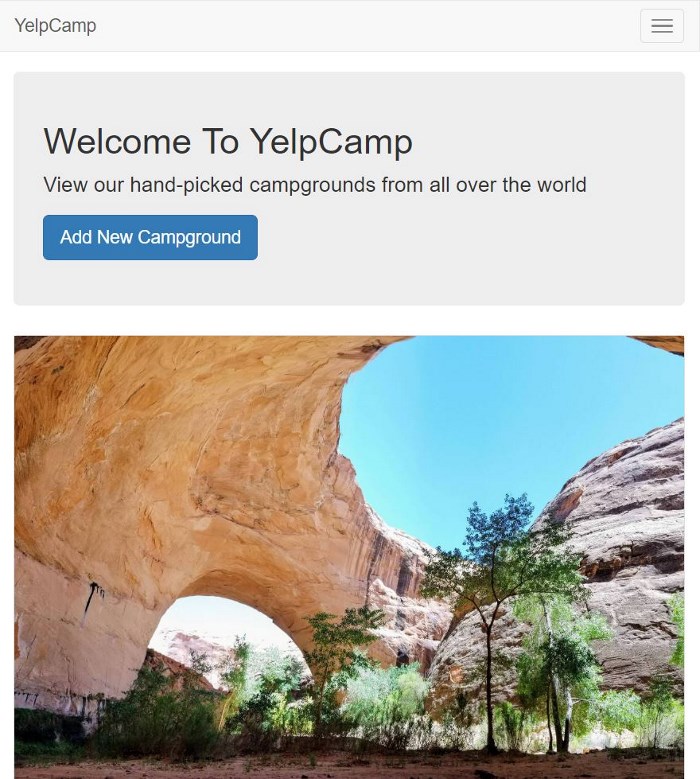 YelpCamp
Welcome To YelpCamp
View our hand-picked campgrounds from all over the world
Add New Campground